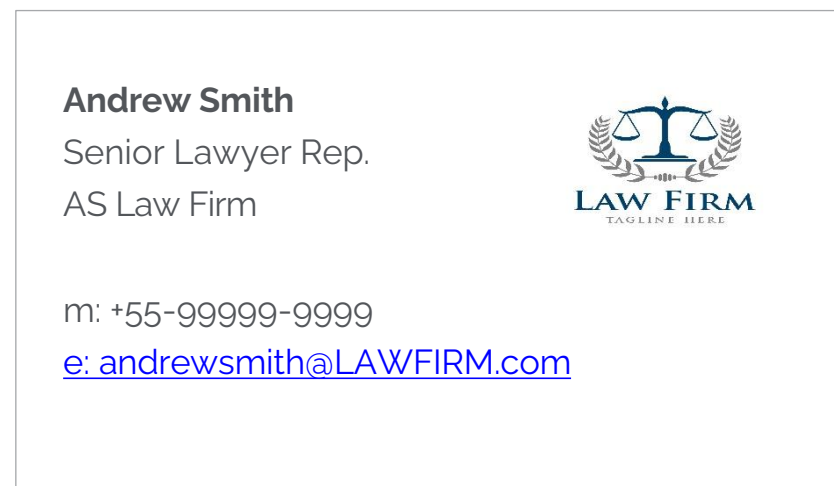 Andrew Smith
Senior Lawyer Rep.
AS Law Firm
LAW FIRM
TAGLINE HERE
m: +55-99999-9999
e: andrewsmith@LAWFIRM.com